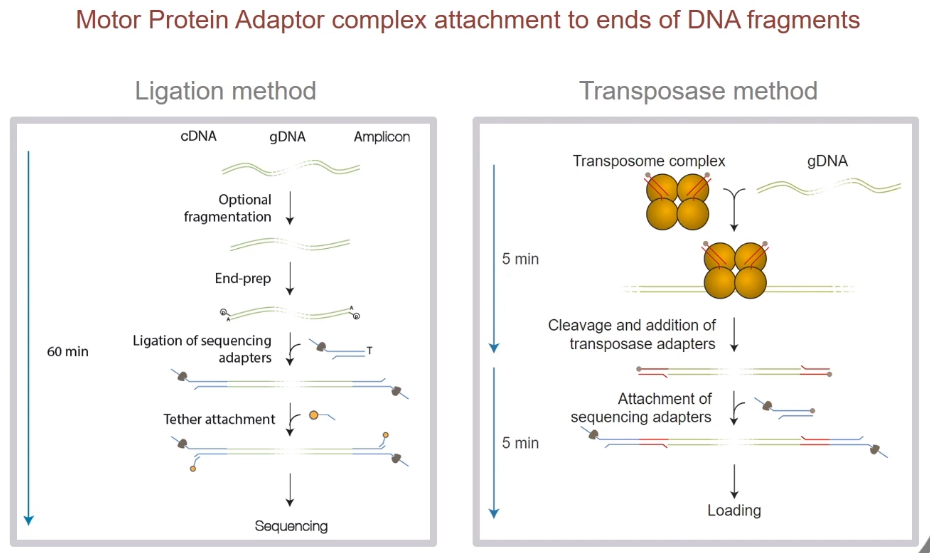 Motor Protein Adaptor complex attachment to ends of DNA fragments
Ligation method
cDNA
gDNA
Amplicon
Optional
fragmentation
End-prep
P
A
A
P
Ligation of sequencing
adapters
T
60 min
Tether attachment
Sequencing
Transposase method
Transposome complex
gDNA
5 min
Cleavage and addition of
transposase adapters
Attachment of
sequencing adapters
5 min
Loading